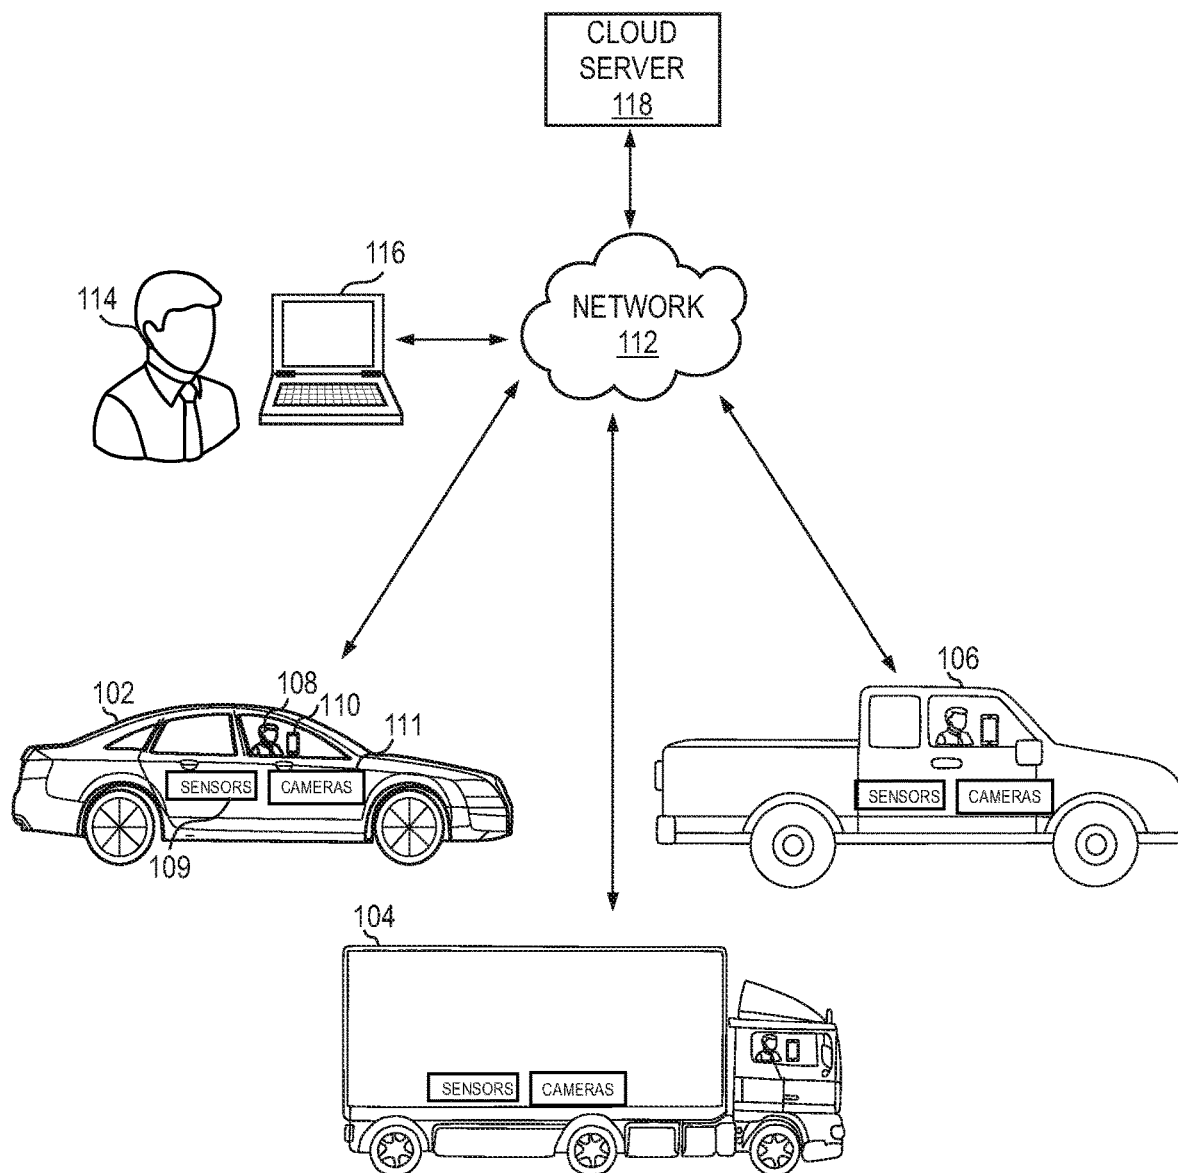 CLOUD
SERVER
118
116
114
NETWORK
112
106
102
108
110
111
SENSORS
CAMERAS
SENSORS
CAMERAS
109
104
SENSORS
CAMERAS